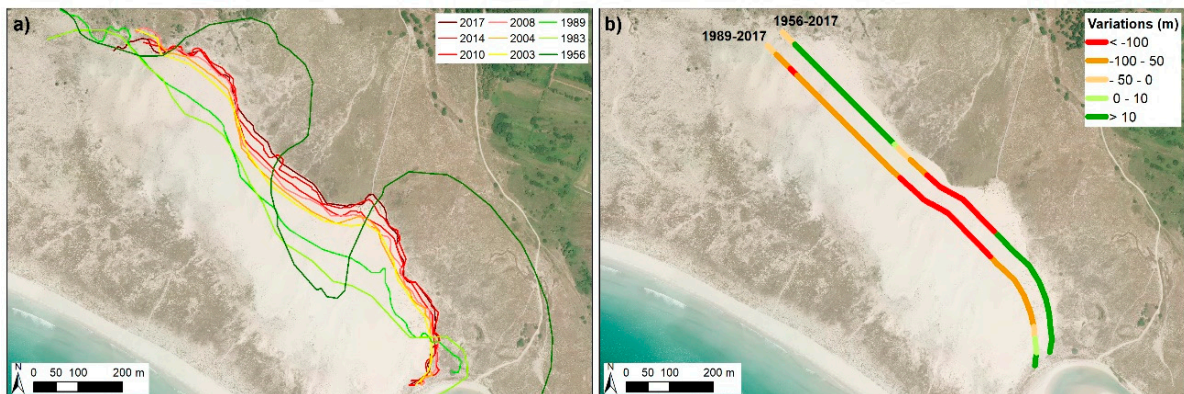 a)
2017 2008 1989
2014 2004 1983
2010 2003 1956
N
0 50 100 200 m
b)
1956-2017
1989-2017
Variations (m)
< -100
-100 - 50
- 50 - 0
0 - 10
> 10
N
0 50 100 200 m